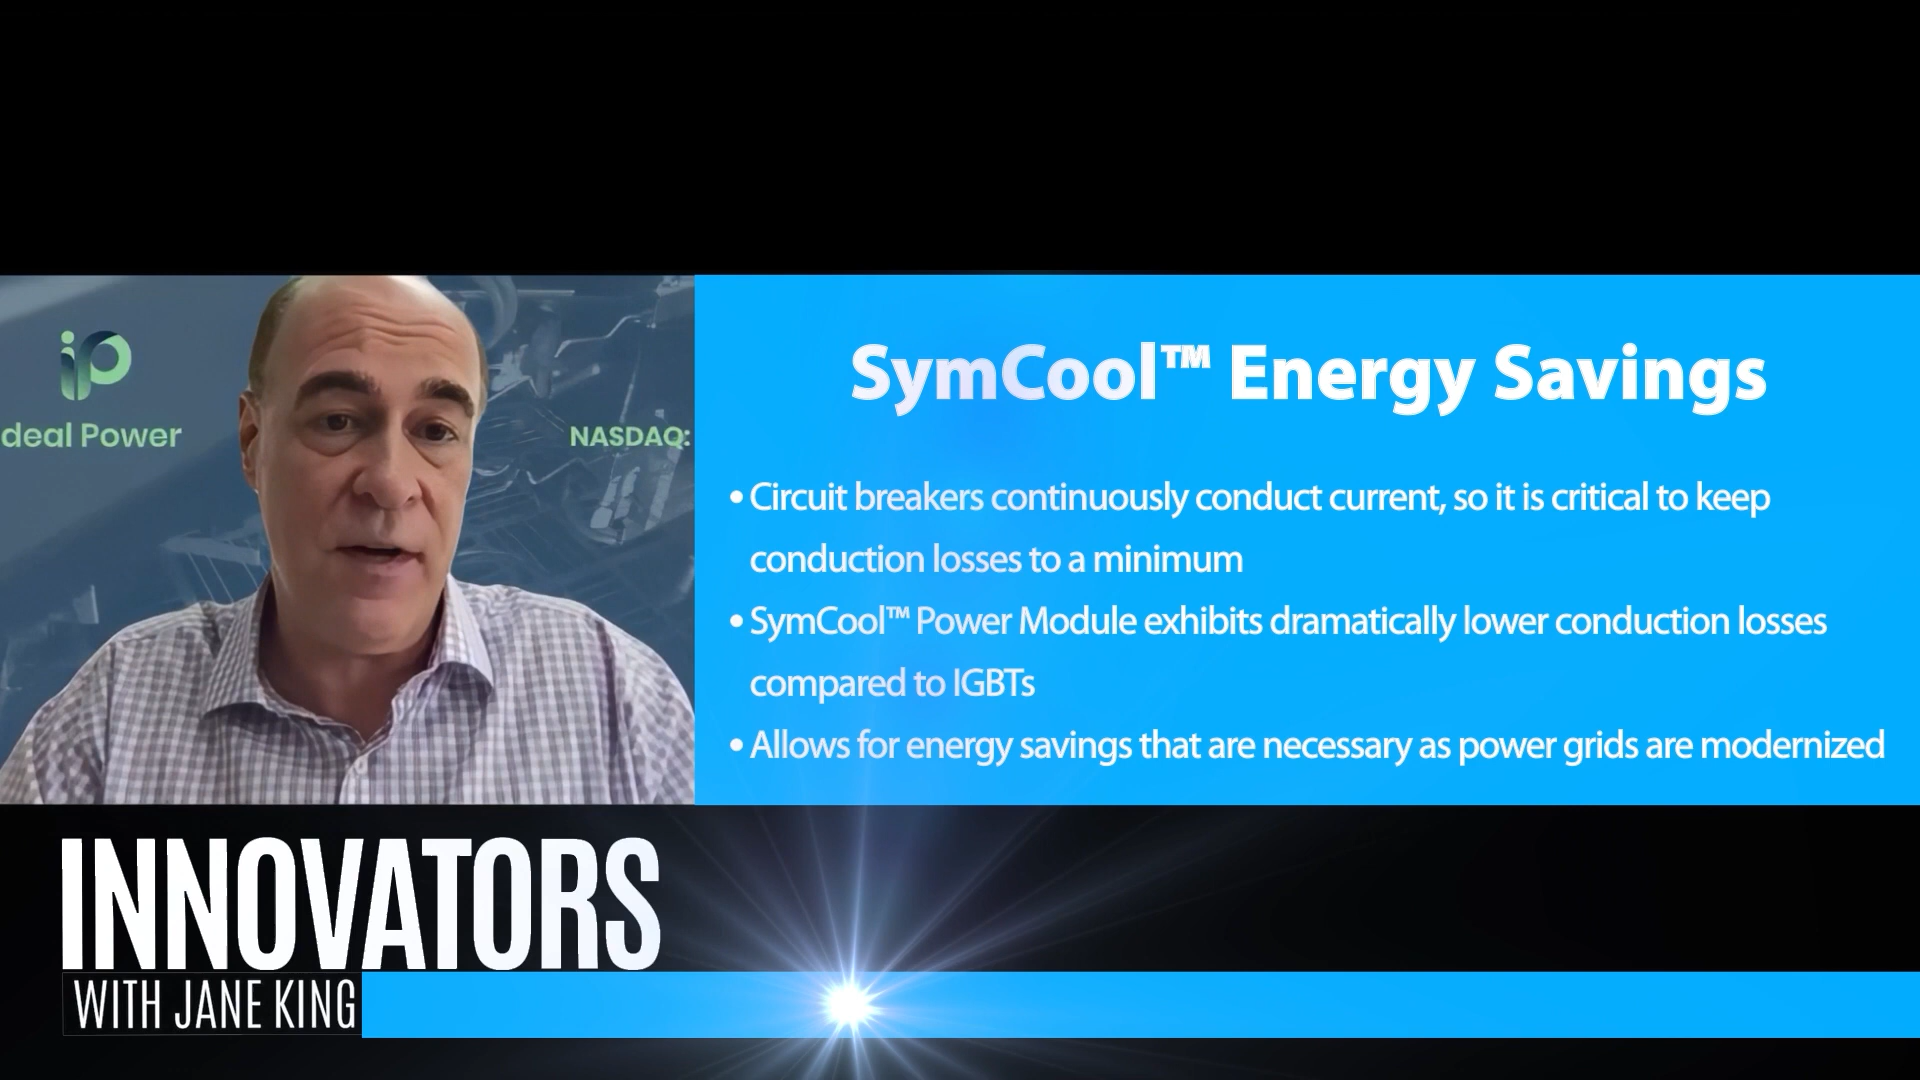 ip
deal Power
NASDAQ:
SymCool™ Energy Savings
• Circuit breakers continuously conduct current, so it is critical to keep
conduction losses to a minimum
• SymCool™ Power Module exhibits dramatically lower conduction losses
compared to IGBTs
• Allows for energy savings that are necessary as power grids are modernized
INNOVATORS
WITH JANE KING